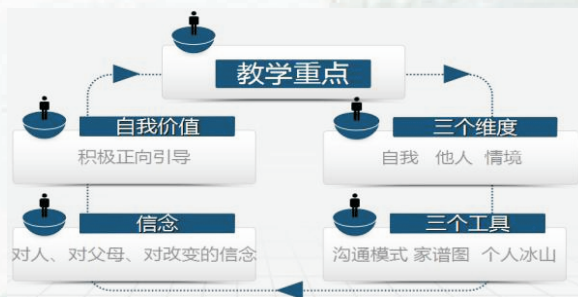 教学重点
自我价值
积极正向引导
三个维度
自我 他人 情境
信念
对人、对父母、对改变的信念
三个工具
沟通模式 家谱图 个人冰山